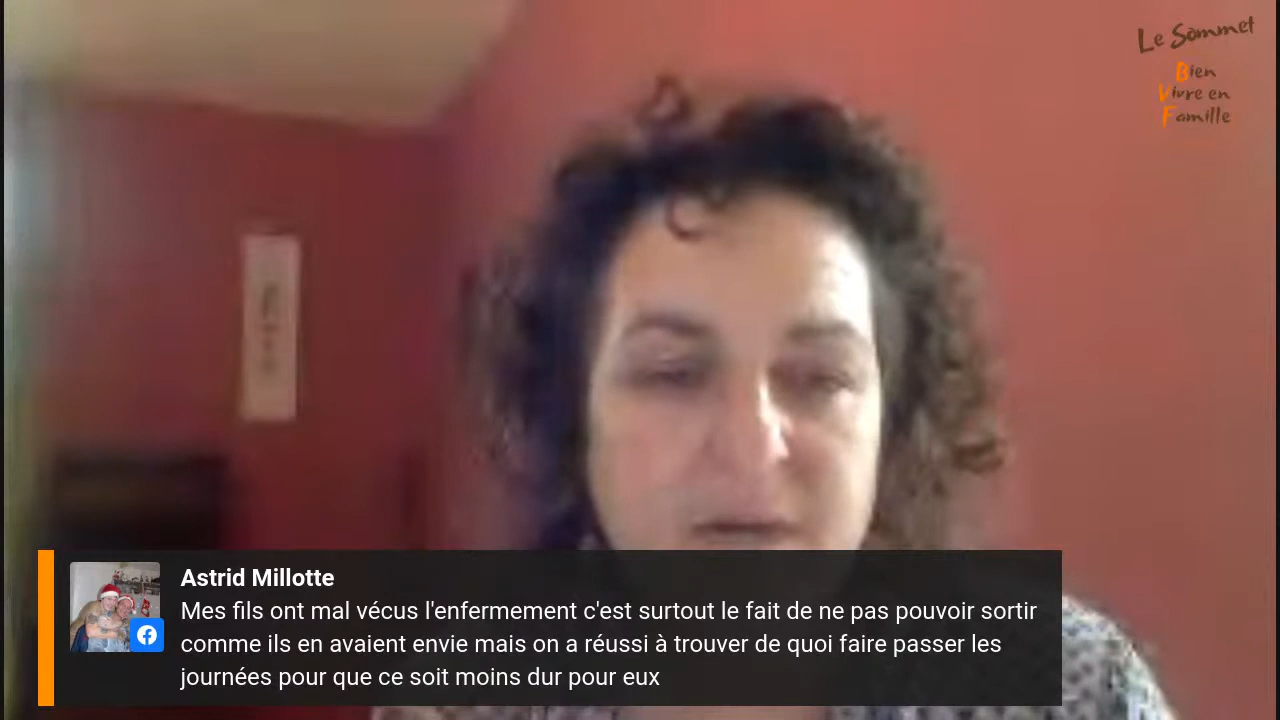 Le Sommet
Bien
Vivre en
Famille
Astrid Millotte
Mes fils ont mal vécus l'enfermement c'est surtout le fait de ne pas pouvoir sortir
comme ils en avaient envie mais on a réussi à trouver de quoi faire passer les
journées pour que ce soit moins dur pour eux